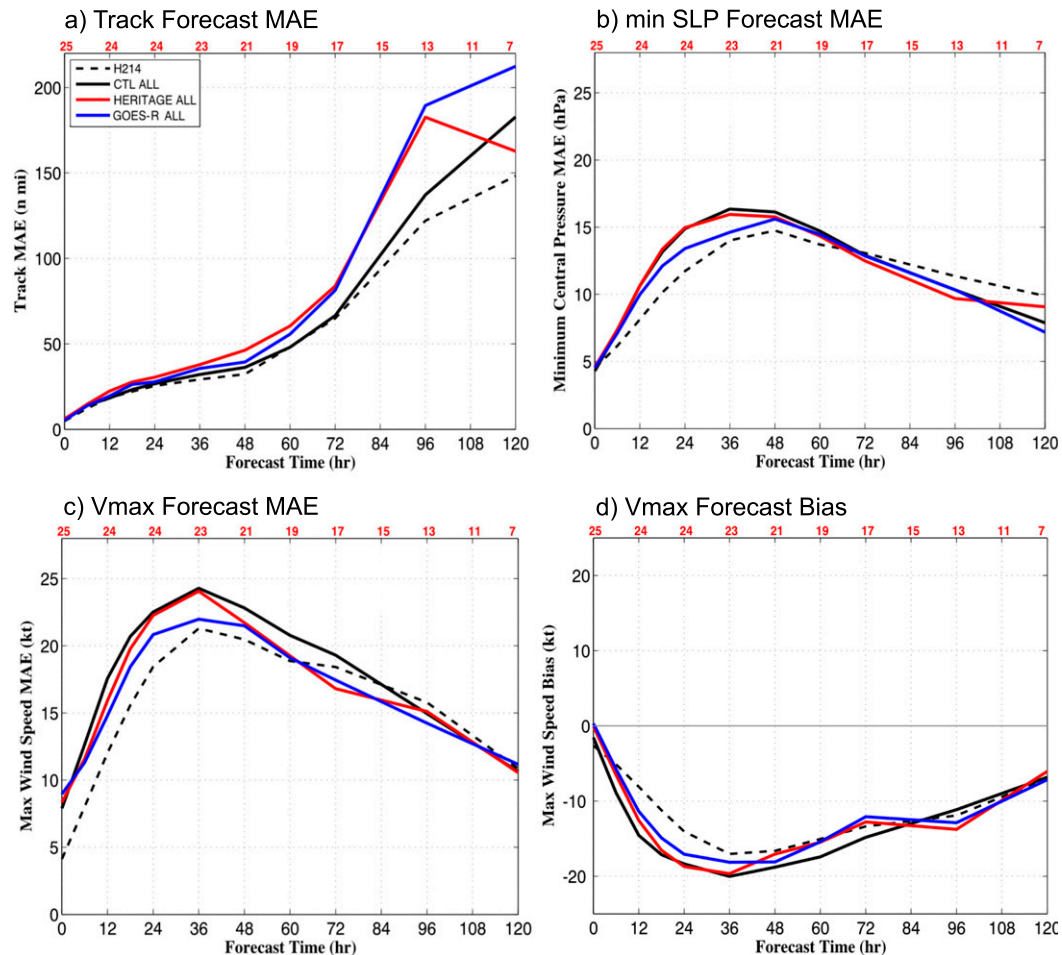 a) Track Forecast MAE
25 24 24 23 21 19 17 15 13 11 7
H214
CTL ALL
HERITAGE ALL
GOES-R ALL
200
150
100
50
0
Track MAE (n mi)
0 12 24 36 48 60 72 84 96 108 120
Forecast Time (hr)
b) min SLP Forecast MAE
25 24 24 23 21 19 17 15 13 11 7
25
20
15
10
5
0
Minimum Central Pressure MAE (hPa)
0 12 24 36 48 60 72 84 96 108 120
Forecast Time (hr)
c) Vmax Forecast MAE
25 24 24 23 21 19 17 15 13 11 7
25
20
15
10
5
0
Max Wind Speed MAE (kt)
0 12 24 36 48 60 72 84 96 108 120
Forecast Time (hr)
d) Vmax Forecast Bias
25 24 24 23 21 19 17 15 13 11 7
20
10
0
-10
-20
Max Wind Speed Bias (kt)
0 12 24 36 48 60 72 84 96 108 120
Forecast Time (hr)